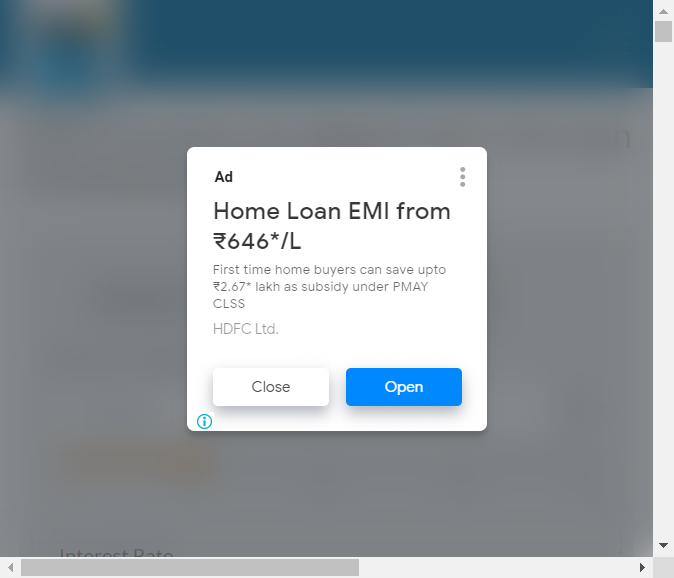 Ad
Home Loan EMI from
₹646*/L
First time home buyers can save upto
₹2.67* lakh as subsidy under PMAY
CLSS
HDFC Ltd.
Close
Open
Interest Rate